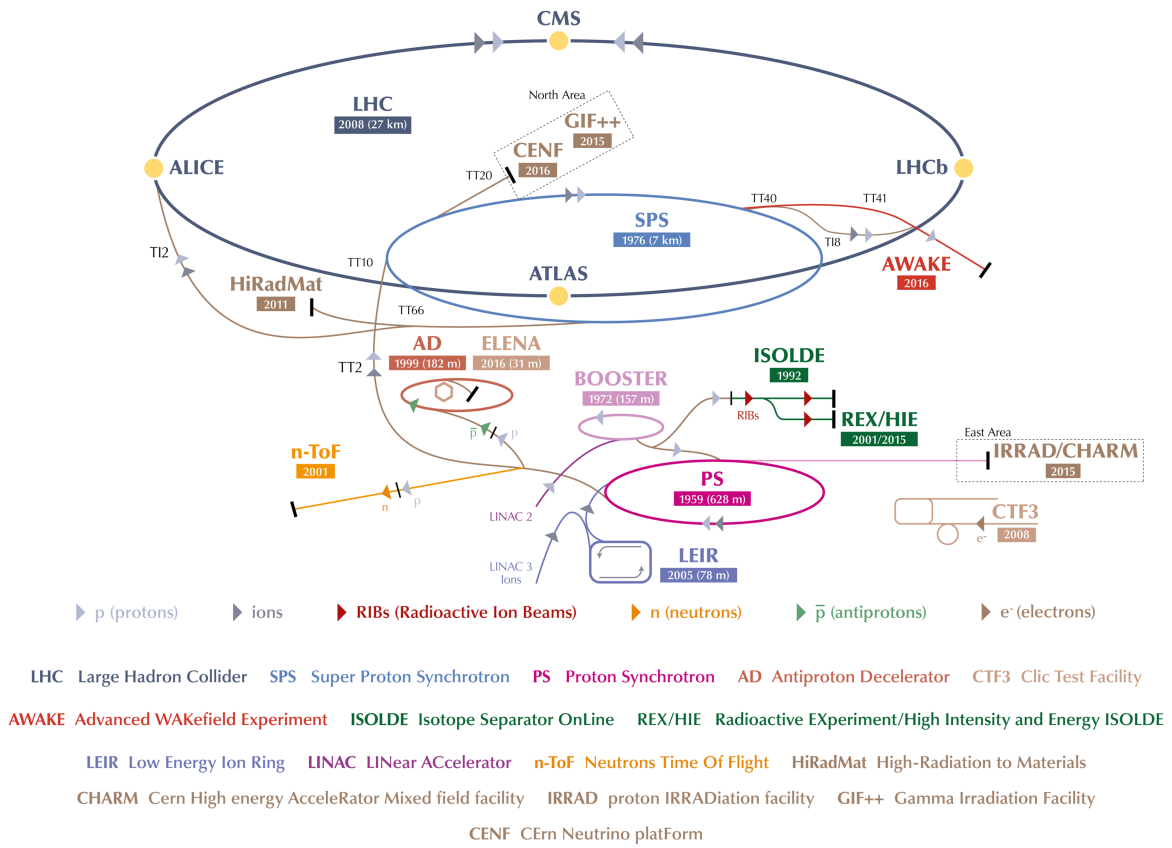 CMS
North Area
LHC
2008 (27 km)
GIF++
2015
CENF
2016
ALICE
LHCb
TT20
TT40
TT41
SPS
1976 (7 km)
TI8
TI2
TT10
ATLAS
AWAKE
2016
HiRadMat
2011
TT66
AD
1999 (182 m)
ELENA
2016 (31 m)
TT2
BOOSTER
1972 (157 m)
ISOLDE
1992
RIBs
REX/HIE
2001/2015
p̅
p
East Area
IRRAD/CHARM
2015
n-ToF
2001
n
p
PS
1959 (628 m)
LINAC 2
CTF3
2008
e-
LINAC 3
Ions
LEIR
2005 (78 m)
p (protons) ions RIBs (Radioactive Ion Beams) n (neutrons) p̅ (antiprotons) e- (electrons)
LHC Large Hadron Collider SPS Super Proton Synchrotron PS Proton Synchrotron AD Antiproton Decelerator CTF3 Clic Test Facility
AWAKE Advanced WAKefield Experiment ISOLDE Isotope Separator OnLine REX/HIE Radioactive EXperiment/High Intensity and Energy ISOLDE
LEIR Low Energy Ion Ring LINAC LINear ACcelerator n-ToF Neutrons Time Of Flight HiRadMat High-Radiation to Materials
CHARM Cern High energy AcceleRator Mixed field facility IRRAD proton IRRADiation facility GIF++ Gamma Irradiation Facility
CENF CErn Neutrino platForm